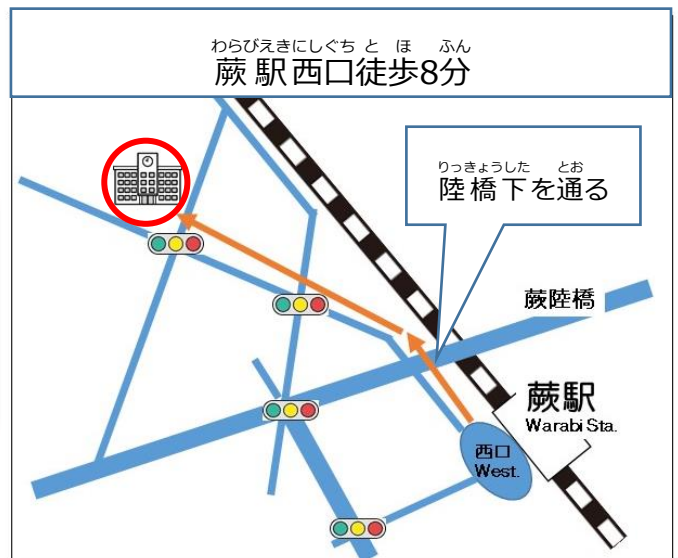 わらびえきにしぐち と ほ ふん
蕨駅西口徒歩8分
りっきょうした とお
陸橋下を通る
蕨陸橋
蕨駅
Warabi Sta.
西口
West.